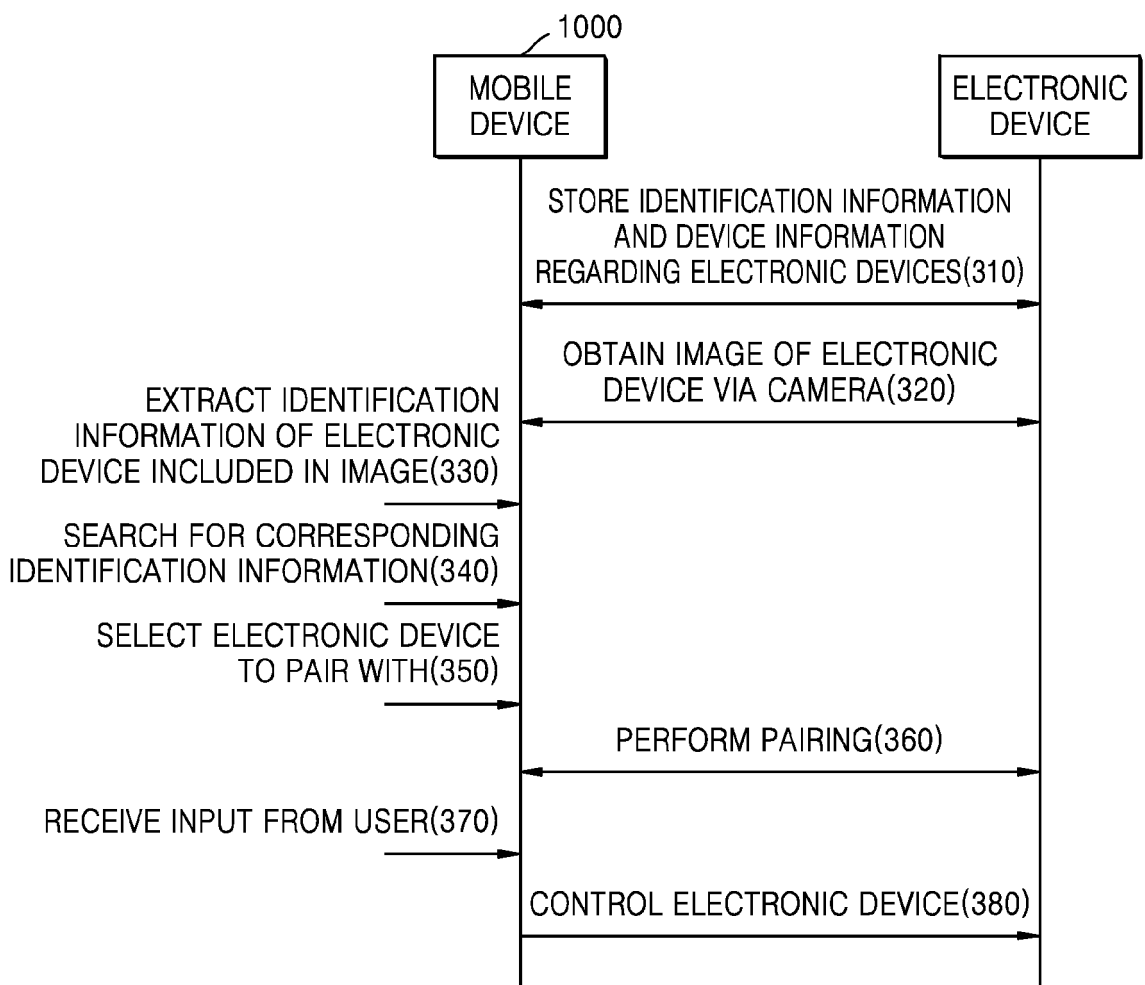 1000
MOBILE
DEVICE
ELECTRONIC
DEVICE
STORE IDENTIFICATION INFORMATION
AND DEVICE INFORMATION
REGARDING ELECTRONIC DEVICES(310)
OBTAIN IMAGE OF ELECTRONIC
DEVICE VIA CAMERA(320)
EXTRACT IDENTIFICATION
INFORMATION OF ELECTRONIC
DEVICE INCLUDED IN IMAGE(330)
SEARCH FOR CORRESPONDING
IDENTIFICATION INFORMATION(340)
SELECT ELECTRONIC DEVICE
TO PAIR WITH(350)
PERFORM PAIRING(360)
RECEIVE INPUT FROM USER(370)
CONTROL ELECTRONIC DEVICE(380)